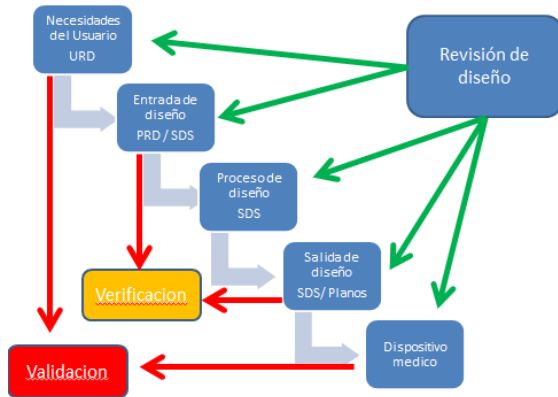 Necesidades
del Usuario
URD
Revisión de
diseño
Entrada de
diseño
PRD / SDS
Proceso de
diseño
SDS
Salida de
diseño
SDS/ Planos
Verificacion
Dispositivo
medico
Validacion